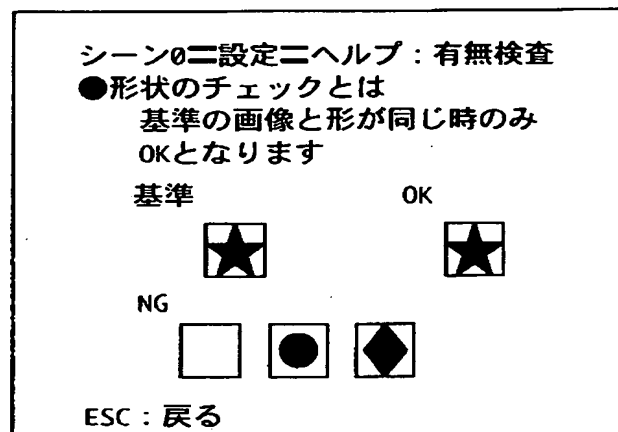 シーン0＝設定＝ヘルプ：有無検査
●形状のチェックとは
基準の画像と形が同じ時のみ
OKとなります
基準 OK
NG
ESC：戻る